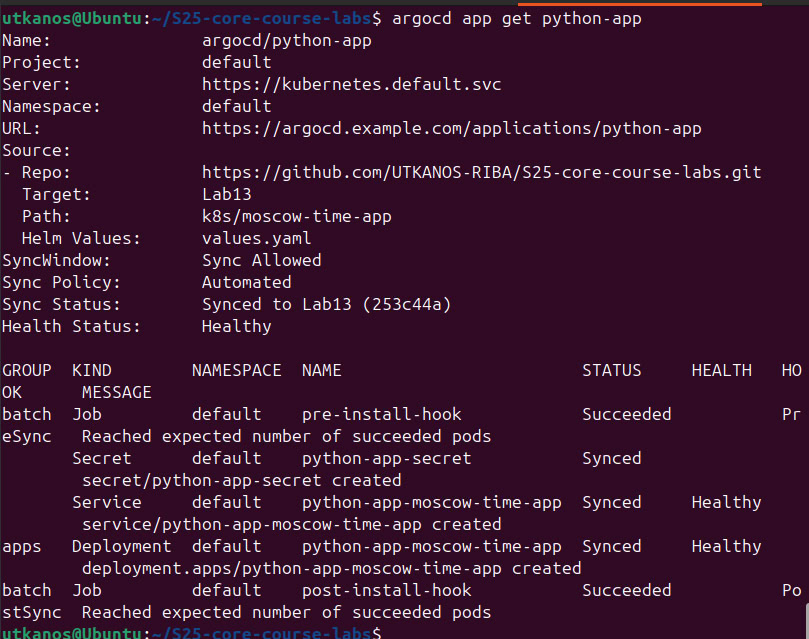 utkanos@Ubuntu:~/S25-core-course-labs$ argocd app get python-app
Name:               argocd/python-app
Project:            default
Server:             https://kubernetes.default.svc
Namespace:          default
URL:                https://argocd.example.com/applications/python-app
Source:
- Repo:             https://github.com/UTKANOS-RIBA/S25-core-course-labs.git
  Target:           Lab13
  Path:             k8s/moscow-time-app
  Helm Values:      values.yaml
SyncWindow:         Sync Allowed
Sync Policy:        Automated
Sync Status:        Synced to Lab13 (253c44a)
Health Status:      Healthy

GROUP  KIND        NAMESPACE  NAME                        STATUS     HEALTH   HO
OK      MESSAGE
batch  Job         default    pre-install-hook            Succeeded           Pr
eSync   Reached expected number of succeeded pods
       Secret      default    python-app-secret           Synced
        secret/python-app-secret created
       Service     default    python-app-moscow-time-app  Synced     Healthy
        service/python-app-moscow-time-app created
apps   Deployment  default    python-app-moscow-time-app  Synced     Healthy
        deployment.apps/python-app-moscow-time-app created
batch  Job         default    post-install-hook           Succeeded           Po
stSync  Reached expected number of succeeded pods
utkanos@Ubuntu:~/S25-core-course-labs$